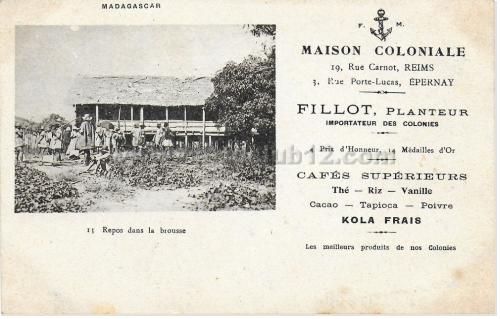 MADAGASCAR
15 Repos dans la brousse
F. M.
MAISON COLONIALE
19, Rue Carnot, REIMS
3, Rue Porte-Lucas, ÉPERNAY
FILLOT, PLANTEUR
IMPORTATEUR DES COLONIES
Prix d'Honneur, 14 Médailles d'Or
CAFÉS SUPÉRIEURS
Thé — Riz — Vanille
Cacao — Tapioca — Poivre
KOLA FRAIS
Les meilleurs produits de nos Colonies